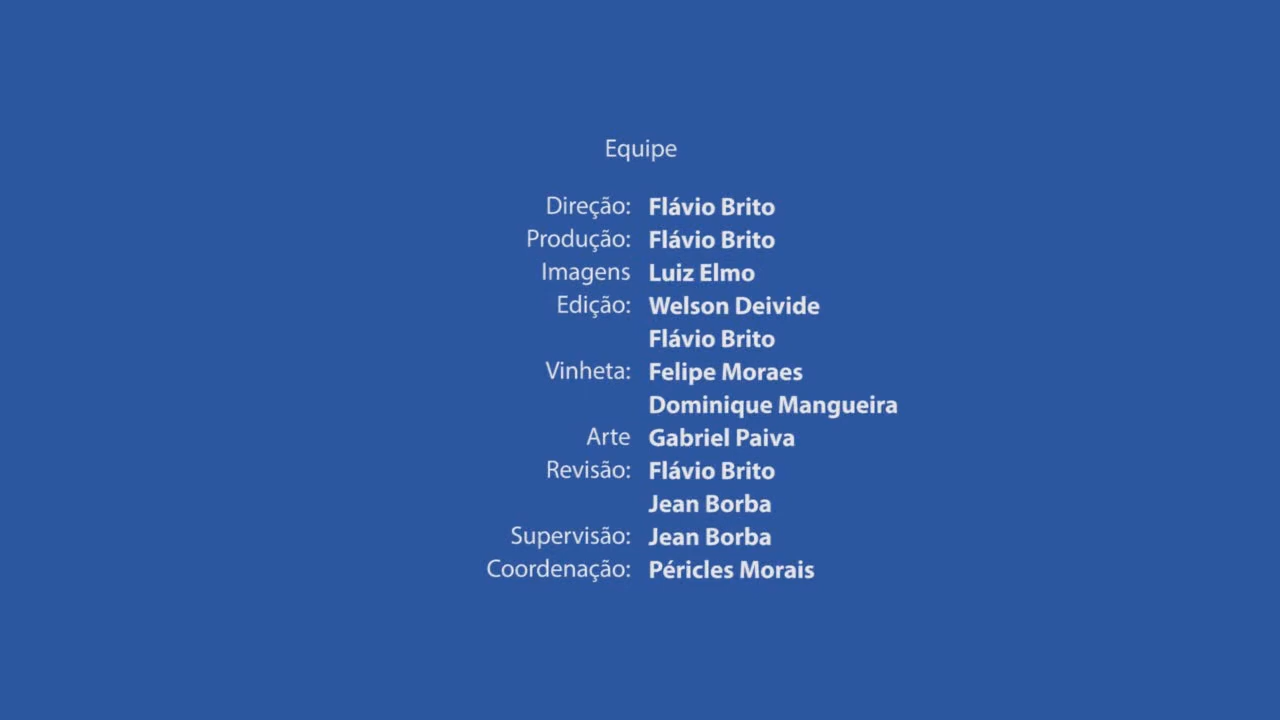 Equipe
Direção: Flávio Brito
Produção: Flávio Brito
Imagens Luiz Elmo
Edição: Welson Deivide
Flávio Brito
Vinheta: Felipe Moraes
Dominique Mangueira
Arte Gabriel Paiva
Revisão: Flávio Brito
Jean Borba
Supervisão: Jean Borba
Coordenação: Péricles Morais